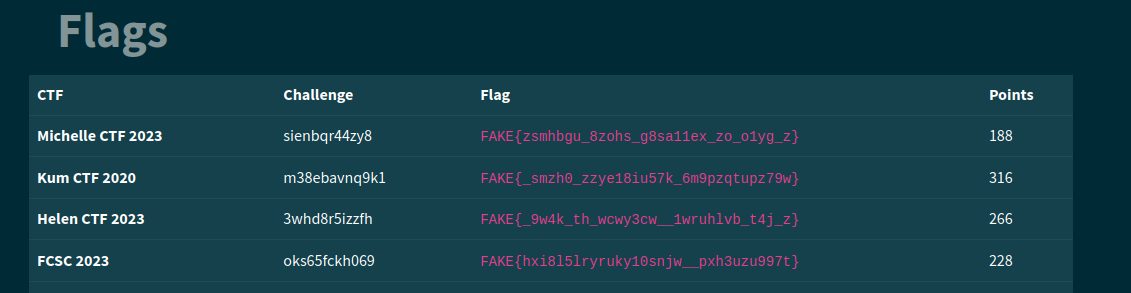 Flags
CTF Challenge Flag Points
Michelle CTF 2023 sienbqr44zy8 FAKE{zsmhbgu_8zohs_g8sa11ex_zo_o1yg_z} 188
Kum CTF 2020 m38ebavnq9k1 FAKE{_smzh0_zzye18iu57k_6m9pzqtupz79w} 316
Helen CTF 2023 3whd8r5izzfh FAKE{_9w4k_th_wcwy3cw__1wruhlvb_t4j_z} 266
FCSC 2023 oks65fckh069 FAKE{hxi8l5lryruky10snjw__pxh3uzu997t} 228